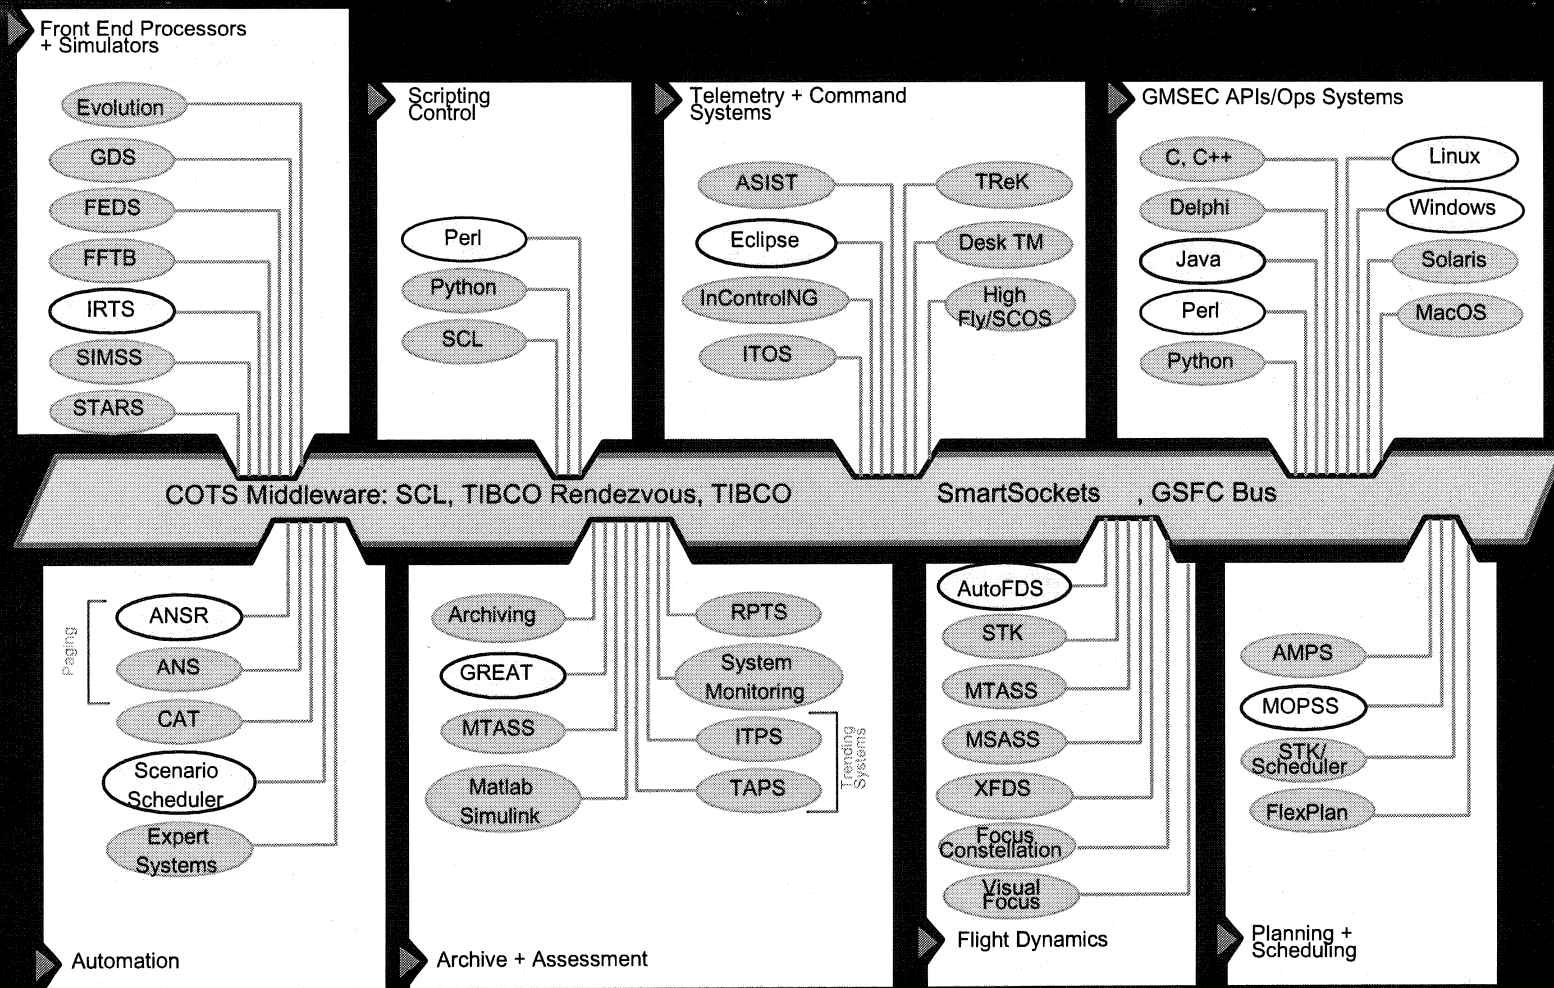 Front End Processors
+ Simulators
Evolution
GDS
FEDS
FFTB
IRTS
SIMSS
STARS
Scripting
Control
Perl
Python
SCL
Telemetry + Command
Systems
ASIST
Eclipse
InControlNG
ITOS
TReK
Desk TM
High
Fly/SCOS
GMSEC APIs/Ops Systems
C, C++
Delphi
Java
Perl
Python
Linux
Windows
Solaris
MacOS
COTS Middleware: SCL, TIBCO Rendezvous, TIBCO SmartSockets , GSFC Bus
Paging
ANSR
ANS
CAT
Scenario
Scheduler
Expert
Systems
Automation
Archiving
GREAT
MTASS
Matlab
Simulink
RPTS
System
Monitoring
ITPS
TAPS
Trending
Systems
Archive + Assessment
AutoFDS
STK
MTASS
MSASS
XFDS
Focus
Constellation
Visual
Focus
Flight Dynamics
AMPS
MOPSS
STK/
Scheduler
FlexPlan
Planning +
Scheduling